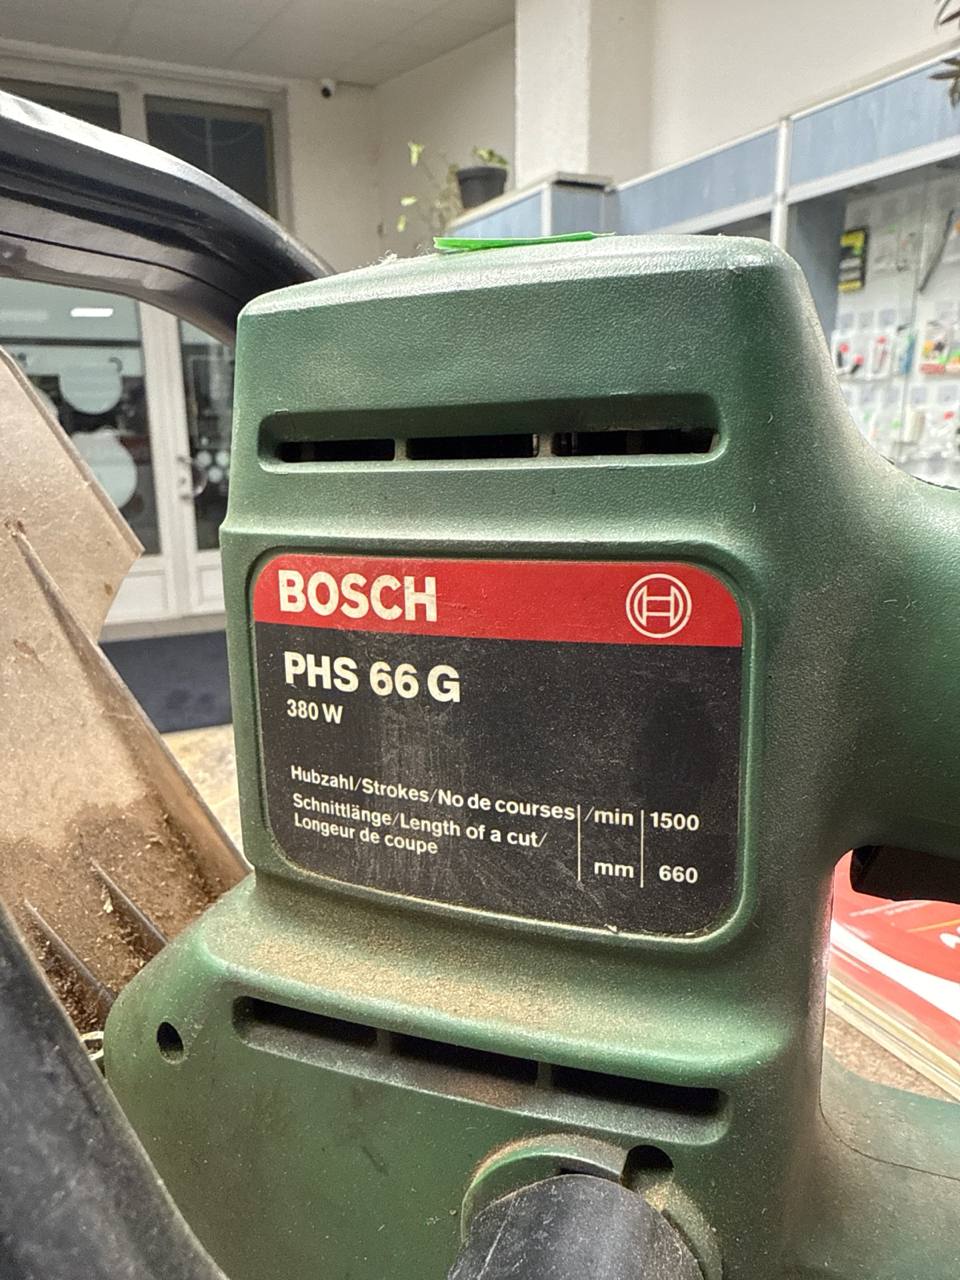 BOSCH
PHS 66 G
380 W
Hubzahl/Strokes/No de courses /min 1500
Schnittlänge/Length of a cut/
Longeur de coupe mm 660